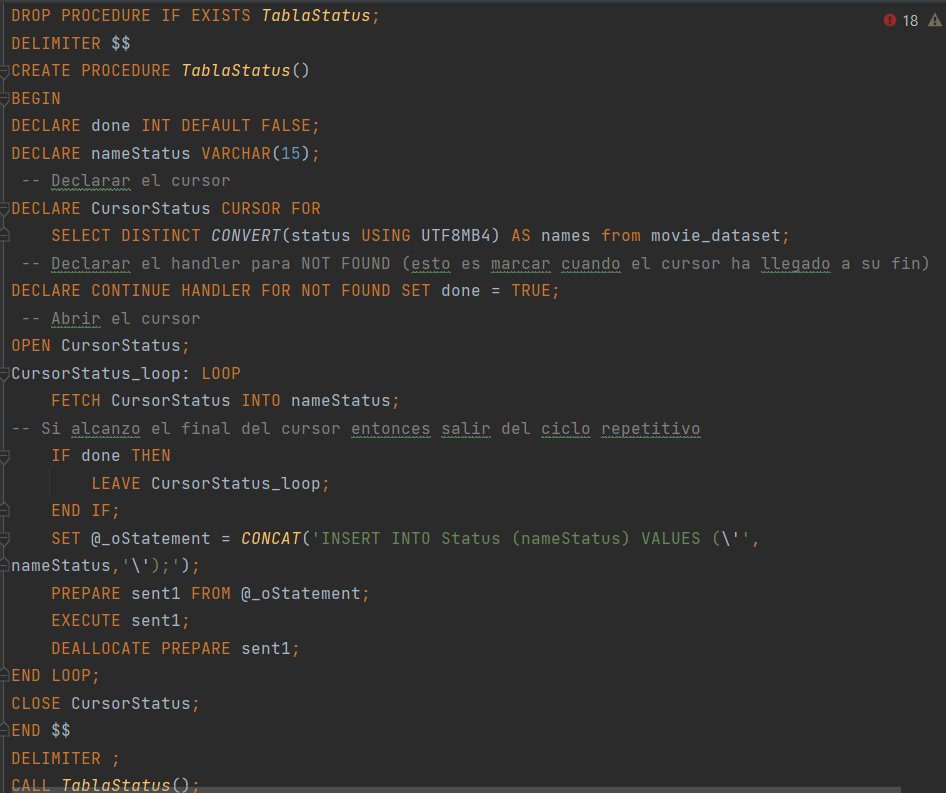 DROP PROCEDURE IF EXISTS TablaStatus;
18
DELIMITER $$
CREATE PROCEDURE TablaStatus()
BEGIN
DECLARE done INT DEFAULT FALSE;
DECLARE nameStatus VARCHAR(15);
-- Declarar el cursor
DECLARE CursorStatus CURSOR FOR
SELECT DISTINCT CONVERT(status USING UTF8MB4) AS names from movie_dataset;
-- Declarar el handler para NOT FOUND (esto es marcar cuando el cursor ha llegado a su fin)
DECLARE CONTINUE HANDLER FOR NOT FOUND SET done = TRUE;
-- Abrir el cursor
OPEN CursorStatus;
CursorStatus_loop: LOOP
FETCH CursorStatus INTO nameStatus;
-- Si alcanzo el final del cursor entonces salir del ciclo repetitivo
IF done THEN
LEAVE CursorStatus_loop;
END IF;
SET @_oStatement = CONCAT('INSERT INTO Status (nameStatus) VALUES (\'',
nameStatus,'\');');
PREPARE sent1 FROM @_oStatement;
EXECUTE sent1;
DEALLOCATE PREPARE sent1;
END LOOP;
CLOSE CursorStatus;
END $$
DELIMITER ;
CALL TablaStatus();